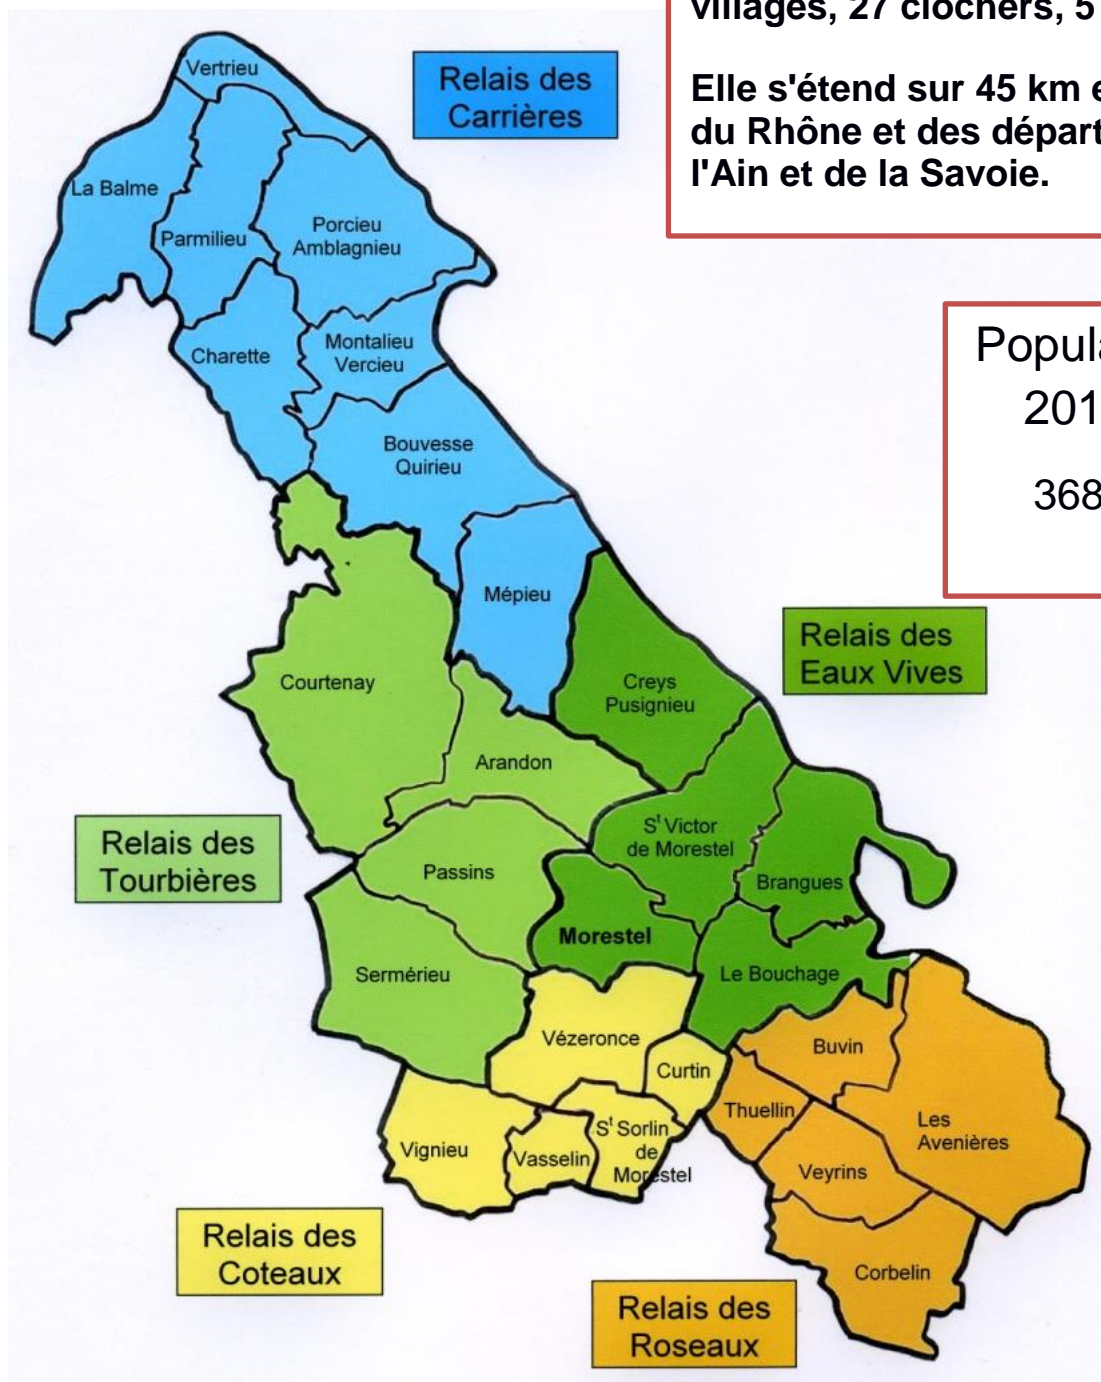 villages, 27 clochers, 5
Elle s'étend sur 45 km e
du Rhône et des départ
l'Ain et de la Savoie.
Relais des
Carrières
Vertrieu
La Balme
Parmilieu
Porcieu
Amblagnieu
Popula
201
368
Charette
Montalieu
Vercieu
Bouvesse
Quirieu
Mépieu
Relais des
Eaux Vives
Courtenay
Creys
Pusignieu
Arandon
Relais des
Tourbières
St Victor
de Morestel
Passins
Brangues
Morestel
Sermérieu
Le Bouchage
Vézeronce
Buvin
Curtin
Thuellin
Les
Avenières
Vignieu
Vasselin
St Sorlin
de
Morestel
Veyrins
Relais des
Coteaux
Corbelin
Relais des
Roseaux